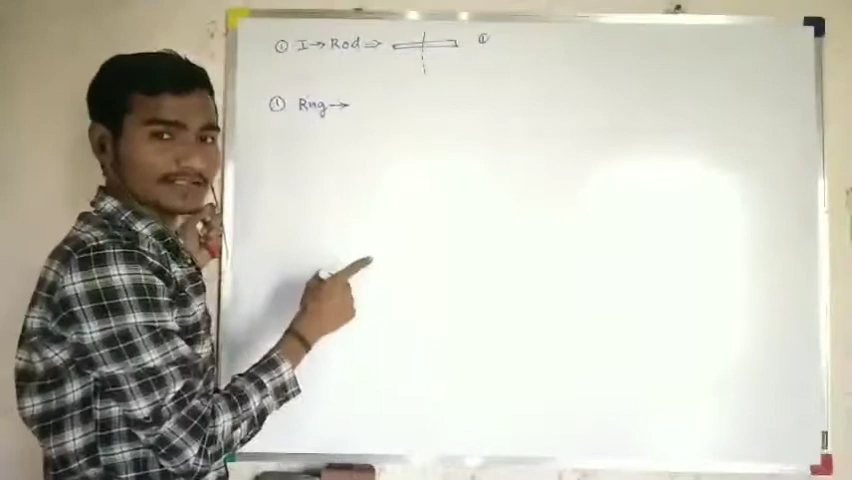 ① I → Rod ⇒ ①
① Ring →